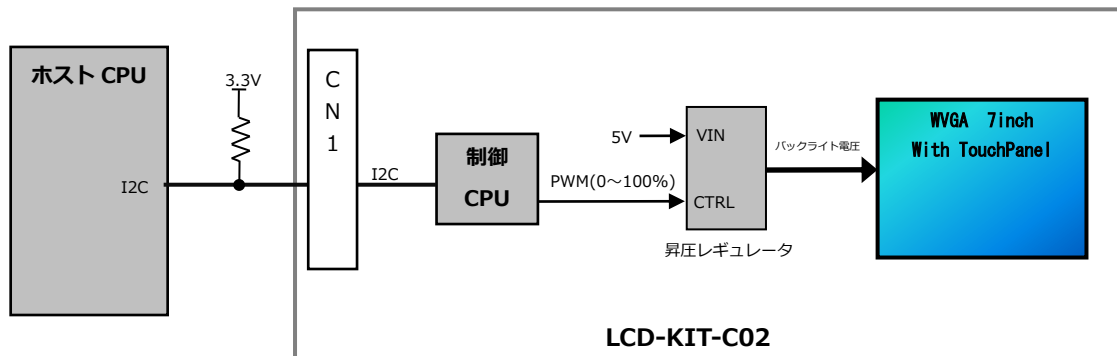 ホスト CPU
3.3V
I2C
C
N
1
I2C
制御
CPU
PWM(0～100%)
5V
VIN
CTRL
昇圧レギュレータ
バックライト電圧
WVGA 7inch
With TouchPanel
LCD-KIT-C02